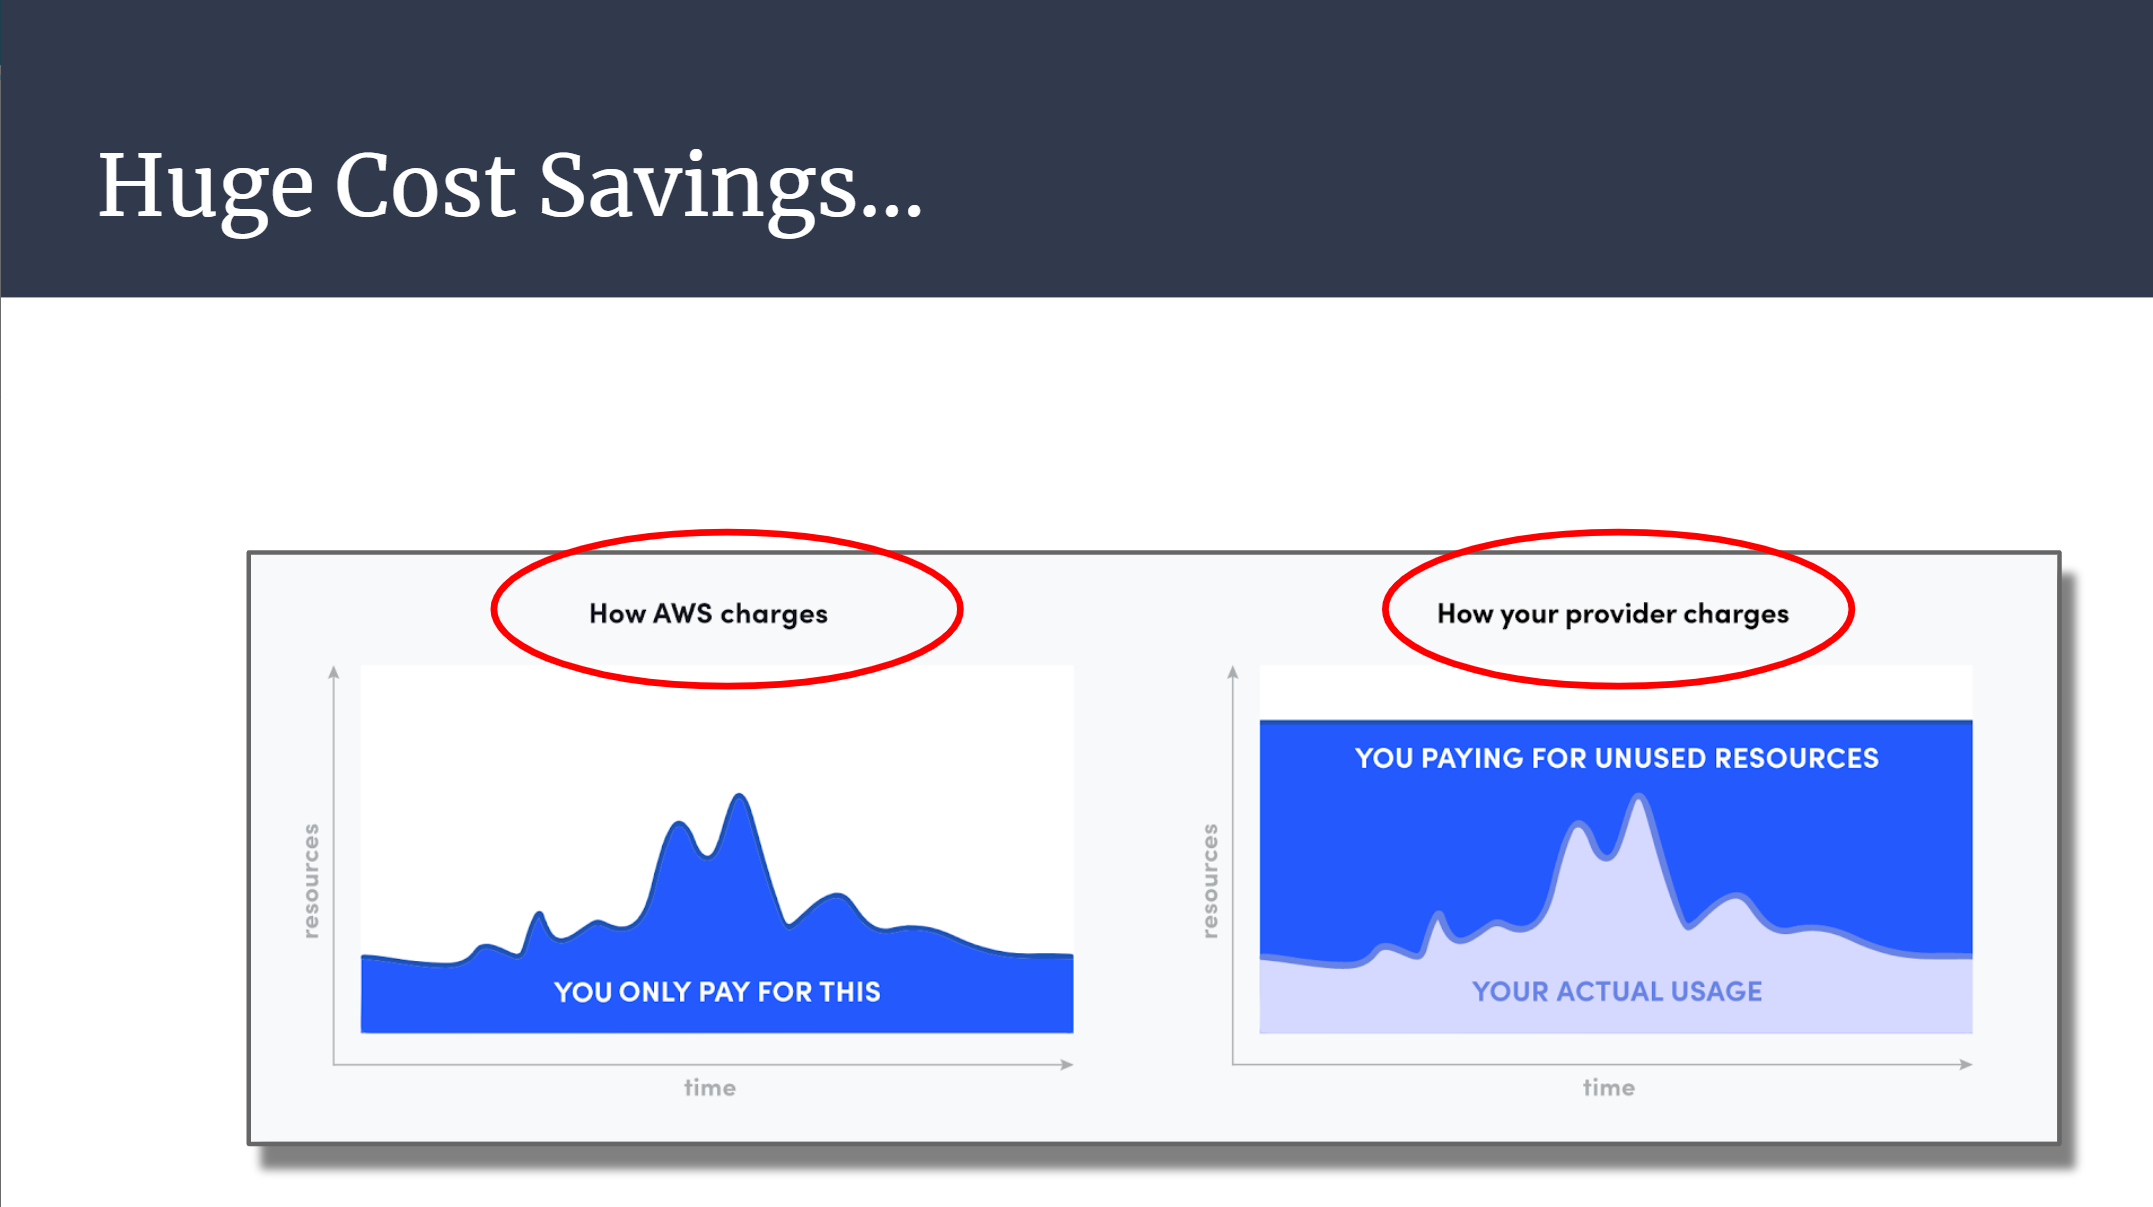 Huge Cost Savings...
How AWS charges
resources
YOU ONLY PAY FOR THIS
time
How your provider charges
resources
YOU PAYING FOR UNUSED RESOURCES
YOUR ACTUAL USAGE
time